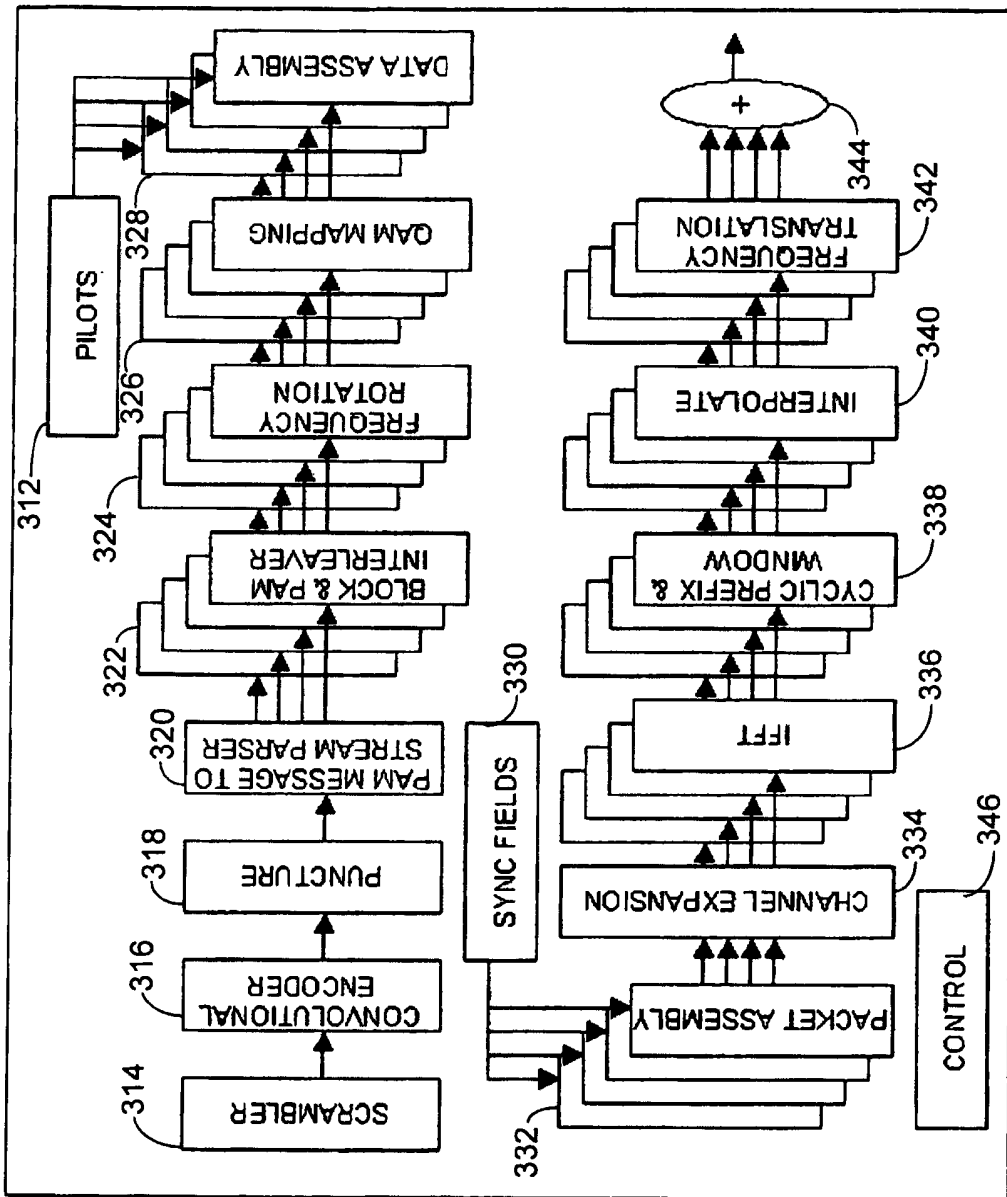 312
PILOTS
314
SCRAMBLER
316
CONVOLUTIONAL
ENCODER
318
PUNCTURE
320
PAM MESSAGE TO
STREAM PARSER
322
BLOCK & PAM
INTERLEAVER
324
FREQUENCY
ROTATION
326
QAM MAPPING
328
DATA ASSEMBLY
330
SYNC FIELDS
332
PACKET ASSEMBLY
334
CHANNEL EXPANSION
336
IFFT
338
CYCLIC PREFIX &
WINDOW
340
INTERPOLATE
342
FREQUENCY
TRANSLATION
344
+
346
CONTROL